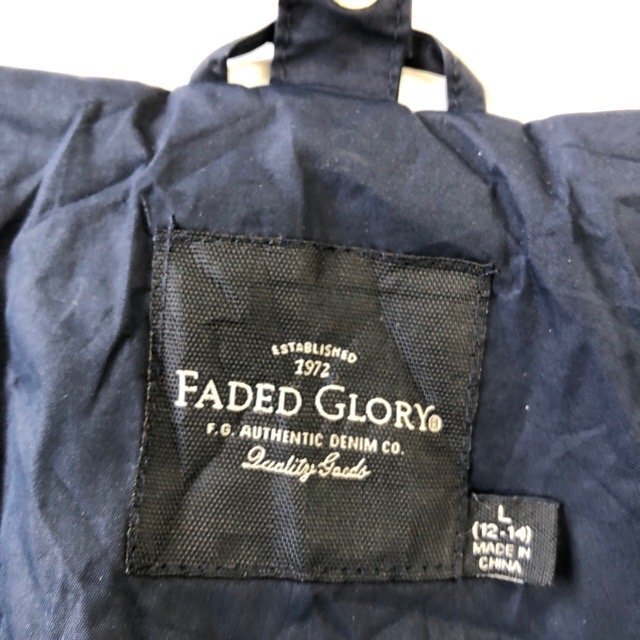 ESTABLISHED
1972
FADED GLORY®
F.G. AUTHENTIC DENIM CO.
Quality Goods
L
(12-14)
MADE IN
CHINA